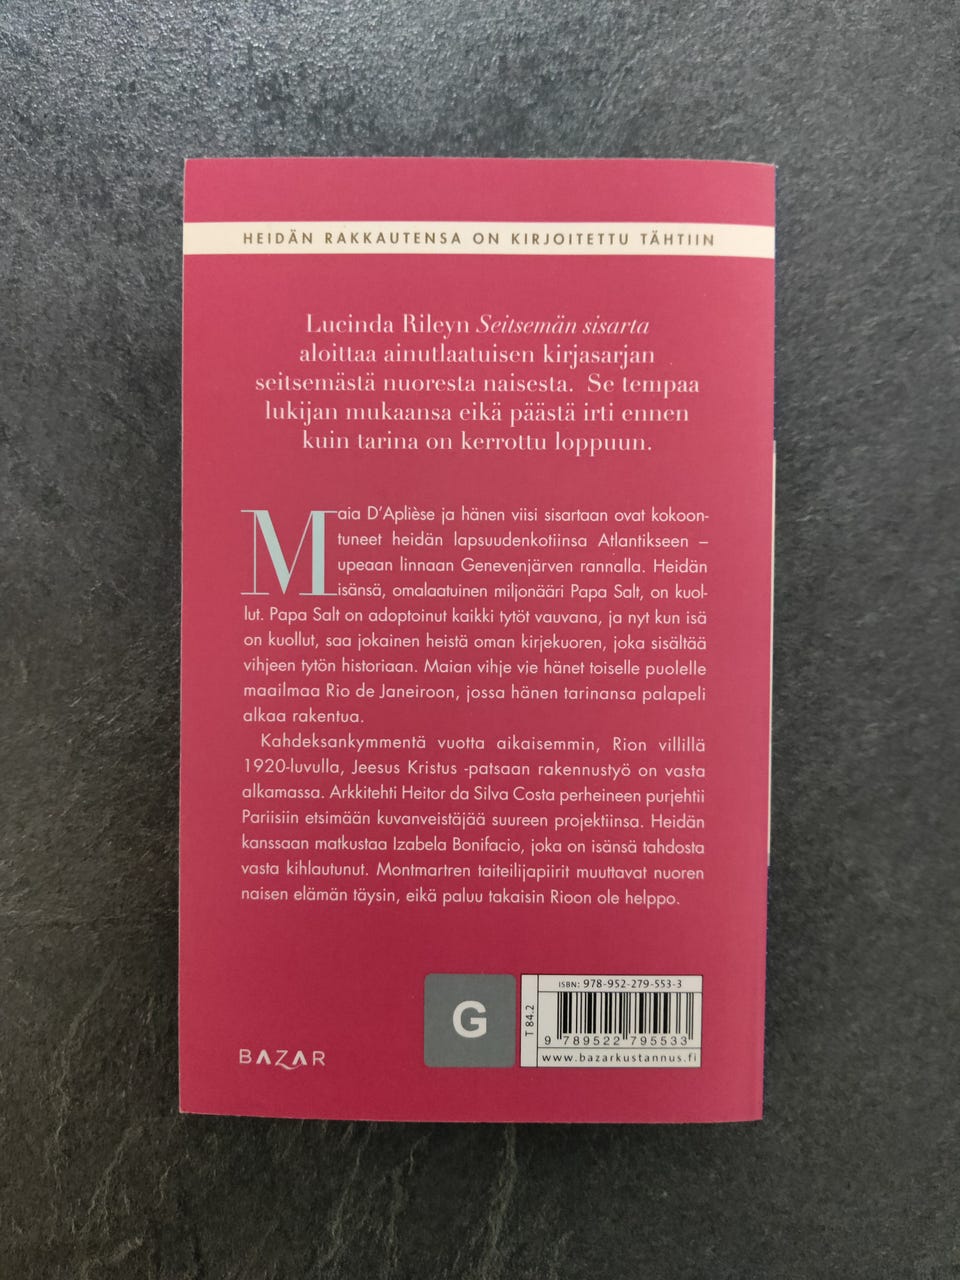 HEIDÄN RAKKAUTENSA ON KIRJOITETTU TÄHTIIN
Lucinda Rileyn Seitsemän sisarta
aloittaa ainutlaatuisen kirjasarjan
seitsemästä nuoresta naisesta. Se tempaa
lukijan mukaansa eikä päästä irti ennen
kuin tarina on kerrottu loppuun.
Maia D'Aplièse ja hänen viisi sisartaan ovat kokoon-
tuneet heidän lapsuudenkotiinsa Atlantikseen –
upeaan linnaan Genevenjärven rannalla. Heidän
isänsä, omalaatuinen miljonääri Papa Salt, on kuol-
lut. Papa Salt on adoptoinut kaikki tytöt vauvana, ja nyt kun isä
on kuollut, saa jokainen heistä oman kirjekuoren, joka sisältää
vihjeen tytön historiaan. Maian vihje vie hänet toiselle puolelle
maailmaa Rio de Janeiroon, jossa hänen tarinansa palapeli
alkaa rakentua.
Kahdeksankymmentä vuotta aikaisemmin, Rion villillä
1920-luvulla, Jeesus Kristus -patsaan rakennustyö on vasta
alkamassa. Arkkitehti Heitor da Silva Costa perheineen purjehtii
Pariisiin etsimään kuvanveistäjää suureen projektiinsa. Heidän
kanssaan matkustaa Izabela Bonifacio, joka on isänsä tahdosta
vasta kihlautunut. Montmartren taiteilijapiirit muuttavat nuoren
naisen elämän täysin, eikä paluu takaisin Rioon ole helppo.
BAZAR
G
T 84.2
ISBN: 978-952-279-553-3
9 789522 795533
www.bazarkustannus.fi